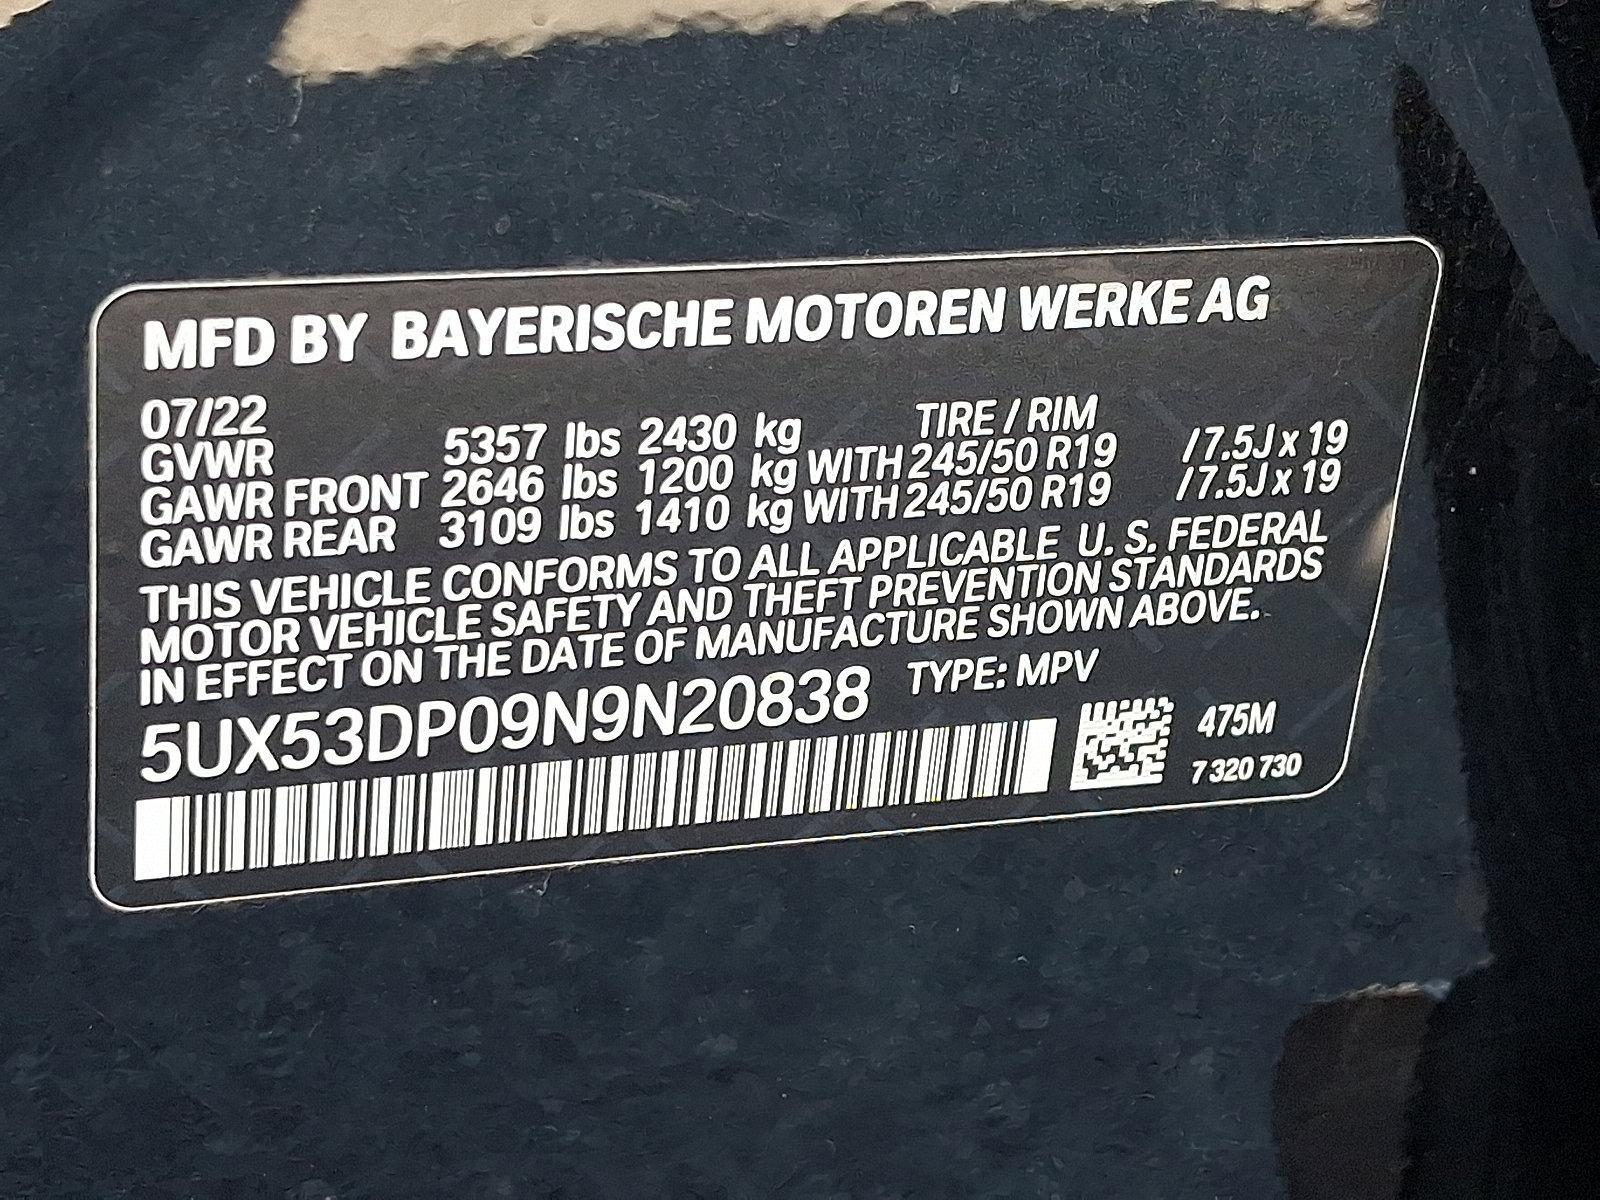 MFD BY BAYERISCHE MOTOREN WERKE AG
07/22 TIRE / RIM
GVWR 5357 lbs 2430 kg
GAWR FRONT 2646 lbs 1200 kg WITH 245/50 R19 / 7.5J x 19
GAWR REAR 3109 lbs 1410 kg WITH 245/50 R19 / 7.5J x 19
THIS VEHICLE CONFORMS TO ALL APPLICABLE U. S. FEDERAL
MOTOR VEHICLE SAFETY AND THEFT PREVENTION STANDARDS
IN EFFECT ON THE DATE OF MANUFACTURE SHOWN ABOVE.
5UX53DP09N9N20838 TYPE: MPV
475M
7 320 730